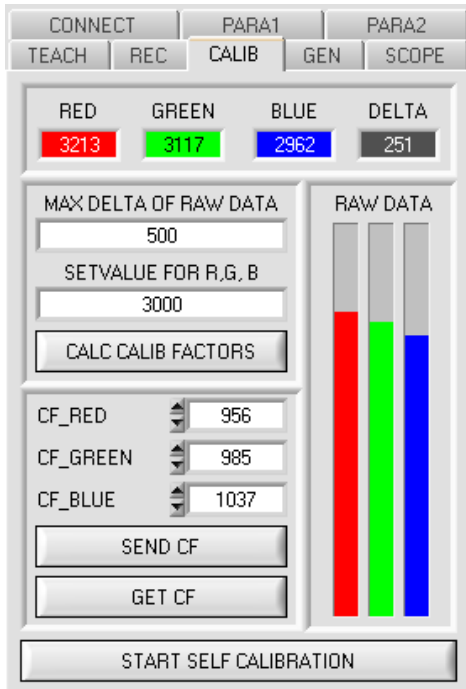 CONNECT PARA1 PARA2
TEACH REC CALIB GEN SCOPE
RED GREEN BLUE DELTA
3213 3117 2962 251
MAX DELTA OF RAW DATA
500
SETVALUE FOR R,G, B
3000
CALC CALIB FACTORS
RAW DATA
CF_RED 956
CF_GREEN 985
CF_BLUE 1037
SEND CF
GET CF
START SELF CALIBRATION